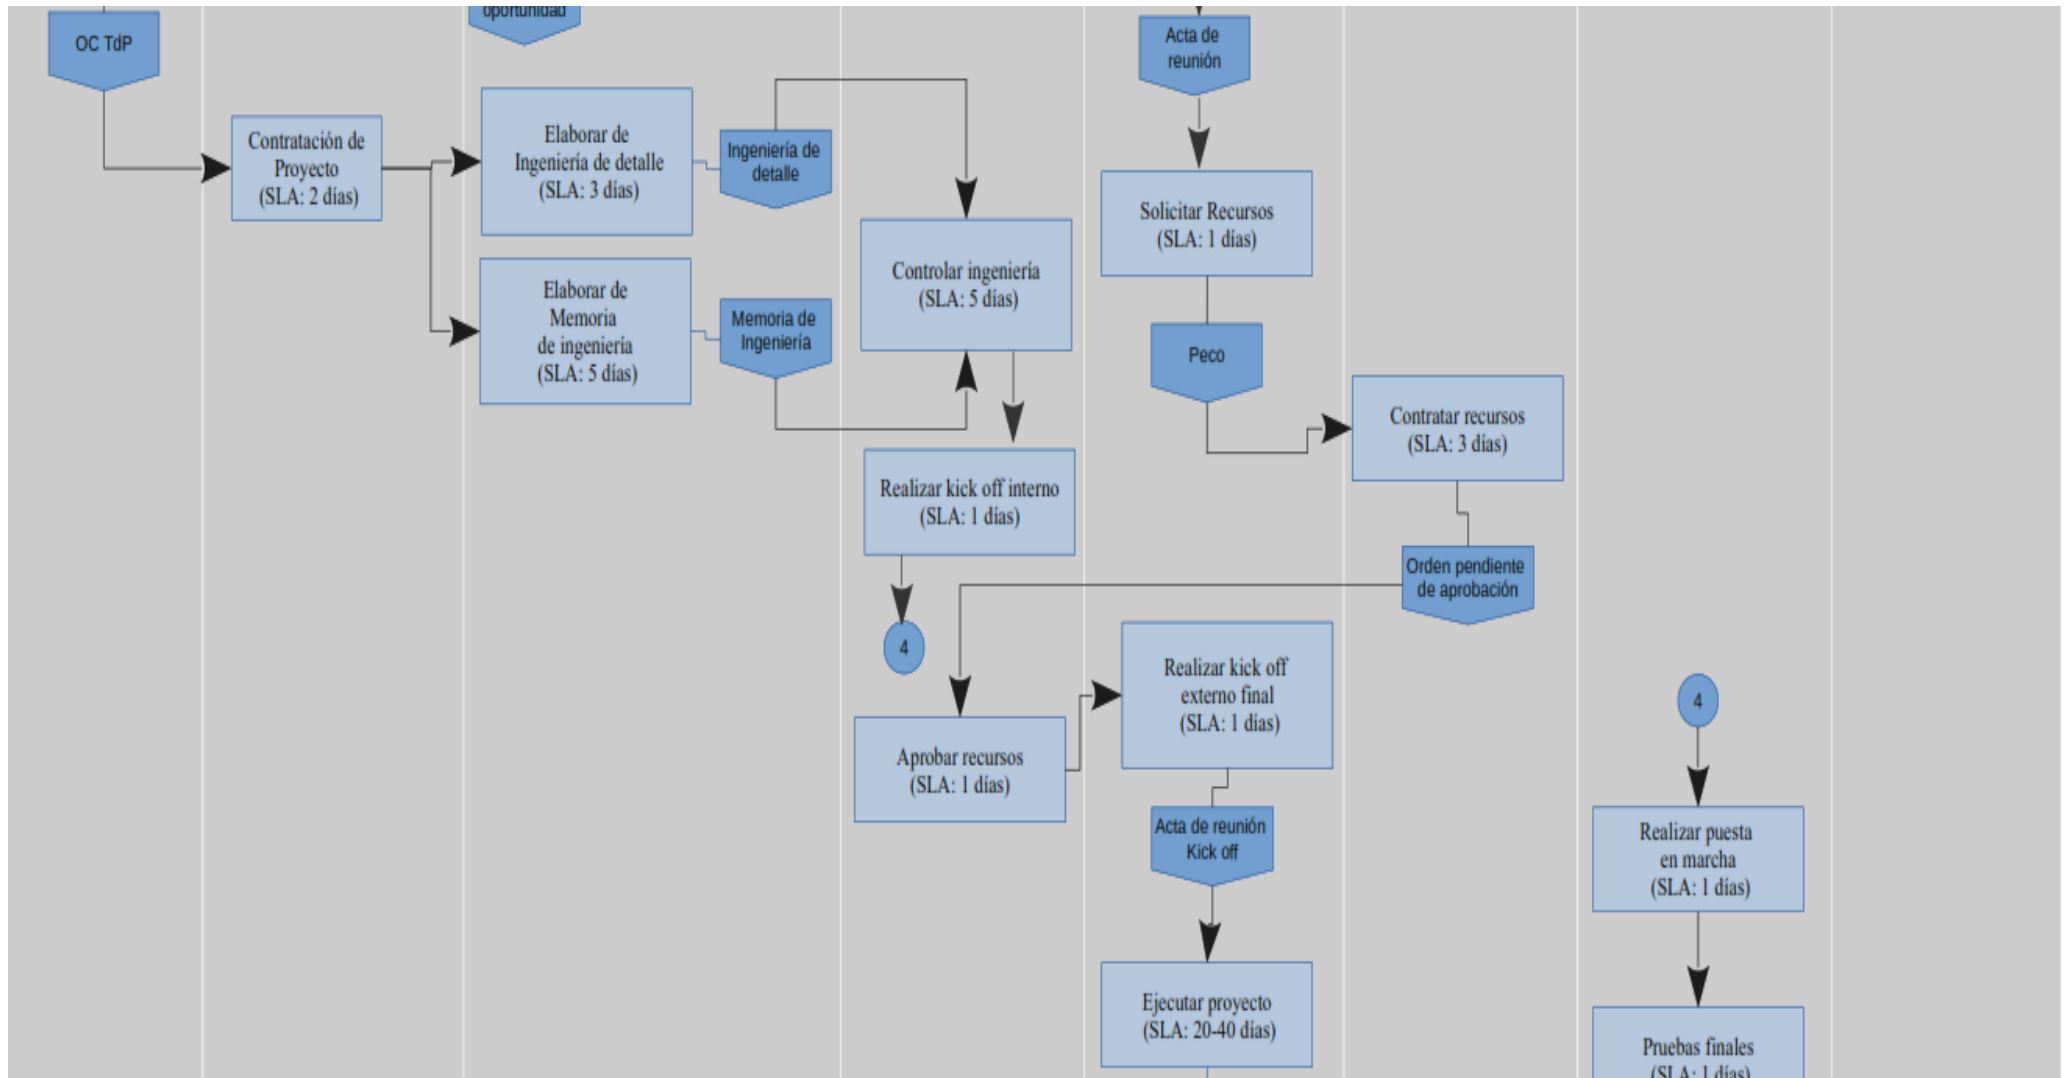 oportunidad
OC TdP
Acta de
reunión
Contratación de
Proyecto
(SLA: 2 días)
Elaborar de
Ingeniería de detalle
(SLA: 3 días)
Ingeniería de
detalle
Solicitar Recursos
(SLA: 1 días)
Controlar ingeniería
(SLA: 5 días)
Elaborar de
Memoria
de ingeniería
(SLA: 5 días)
Memoria de
Ingeniería
Peco
Contratar recursos
(SLA: 3 días)
Realizar kick off interno
(SLA: 1 días)
Orden pendiente
de aprobación
4
Realizar kick off
externo final
(SLA: 1 días)
4
Aprobar recursos
(SLA: 1 días)
Acta de reunión
Kick off
Realizar puesta
en marcha
(SLA: 1 días)
Ejecutar proyecto
(SLA: 20-40 días)
Pruebas finales
(SLA: 1 días)